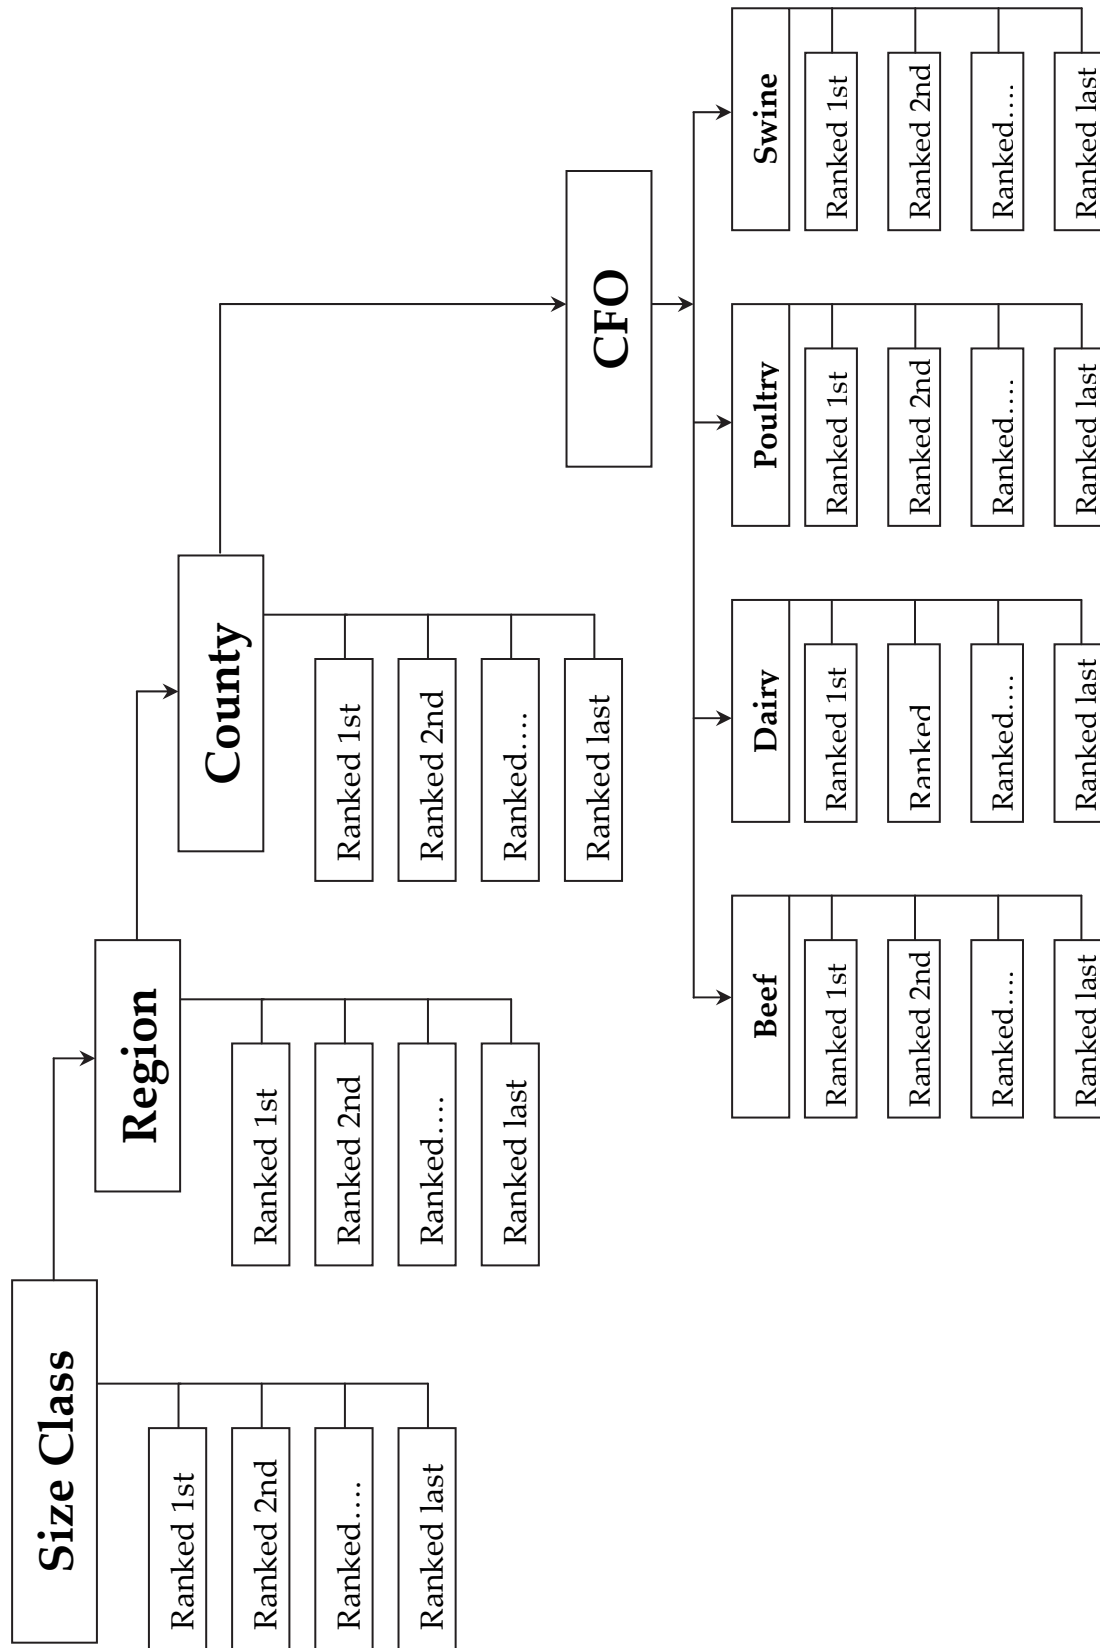 Size Class
Ranked 1st
Ranked 2nd
Ranked….
Ranked last
Region
Ranked 1st
Ranked 2nd
Ranked….
Ranked last
County
Ranked 1st
Ranked 2nd
Ranked….
Ranked last
CFO
Beef
Ranked 1st
Ranked 2nd
Ranked….
Ranked last
Dairy
Ranked 1st
Ranked
Ranked….
Ranked last
Poultry
Ranked 1st
Ranked 2nd
Ranked….
Ranked last
Swine
Ranked 1st
Ranked 2nd
Ranked….
Ranked last